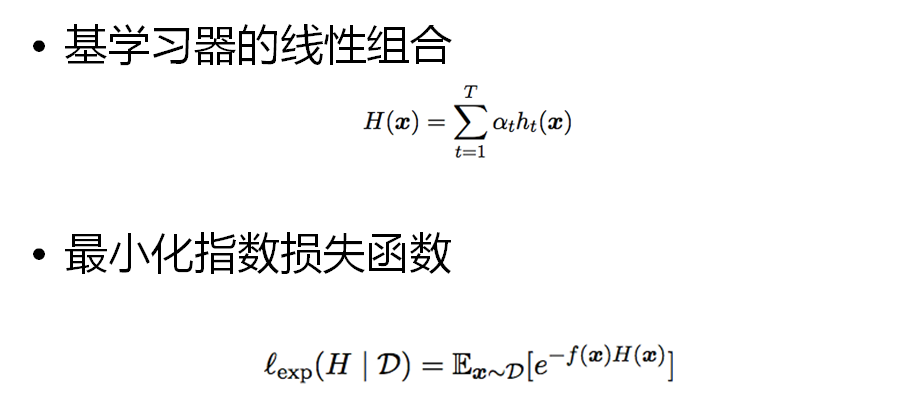 • 基学习器的线性组合
$H(\boldsymbol{x}) = \sum_{t=1}^{T} \alpha_t h_t(\boldsymbol{x})$
• 最小化指数损失函数
$\ell_{\text{exp}}(H \mid \mathcal{D}) = \mathbb{E}_{\boldsymbol{x} \sim \mathcal{D}}[e^{-f(\boldsymbol{x})H(\boldsymbol{x})}]$